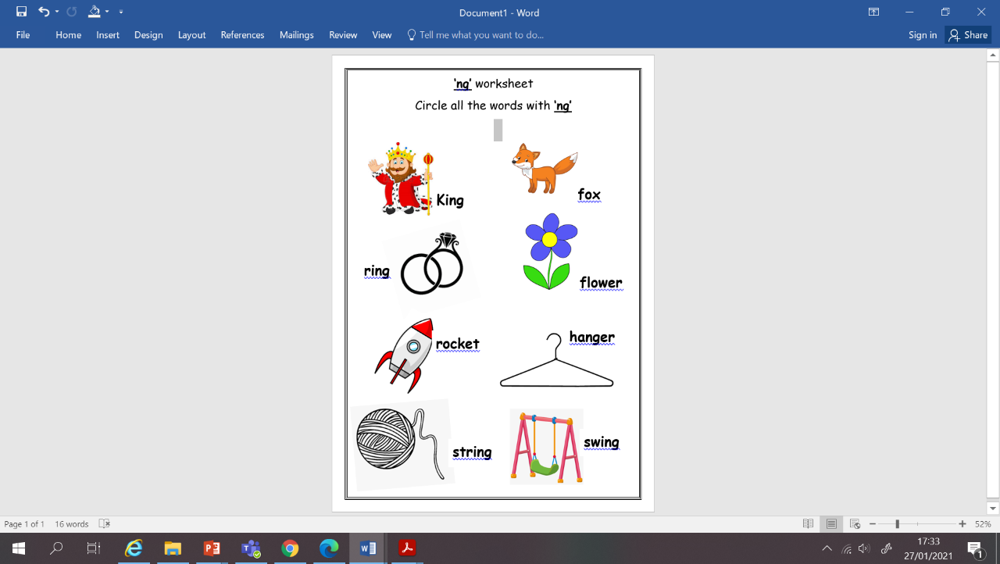 Document1 - Word
File Home Insert Design Layout References Mailings Review View Tell me what you want to do... Sign in Share
'ng' worksheet
Circle all the words with 'ng'
King
fox
ring
flower
rocket
hanger
string
swing
Page 1 of 1 16 words 52%
17:33
27/01/2021
1